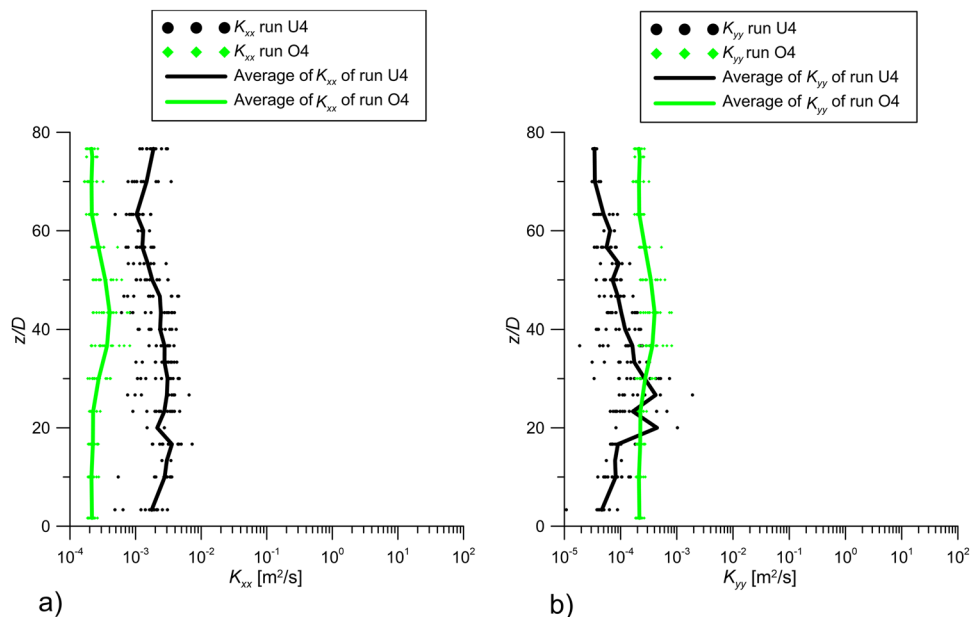 K_xx run U4
K_xx run O4
Average of K_xx of run U4
Average of K_xx of run O4
80
60
40
20
0
z/D
10^-4 10^-3 10^-2 10^-1 10^0 10^1 10^2
K_xx [m²/s]
a)
K_yy run U4
K_yy run O4
Average of K_yy of run U4
Average of K_yy of run O4
80
60
40
20
0
z/D
10^-5 10^-4 10^-3 10^-2 10^-1 10^0 10^1 10^2
K_yy [m²/s]
b)